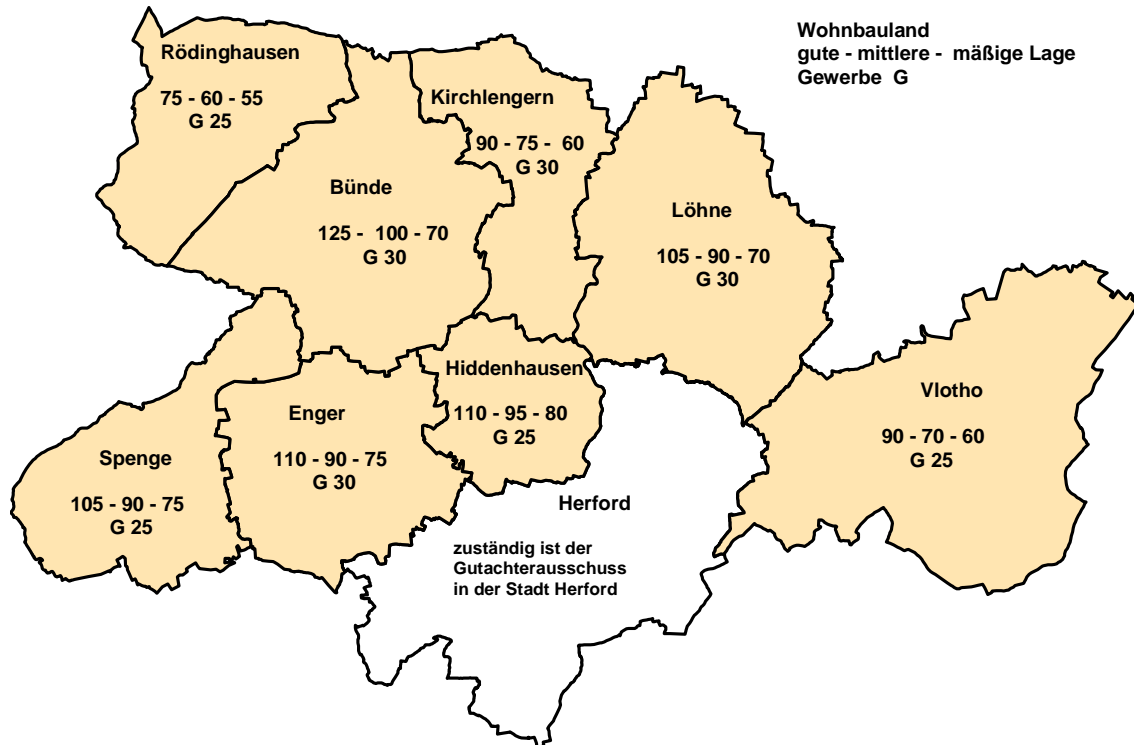 Wohnbauland
gute - mittlere - mäßige Lage
Gewerbe G
Rödinghausen
75 - 60 - 55
G 25
Kirchlengern
90 - 75 - 60
G 30
Bünde
125 - 100 - 70
G 30
Löhne
105 - 90 - 70
G 30
Hiddenhausen
110 - 95 - 80
G 25
Vlotho
90 - 70 - 60
G 25
Enger
110 - 90 - 75
G 30
Spenge
105 - 90 - 75
G 25
Herford
zuständig ist der
Gutachterausschuss
in der Stadt Herford